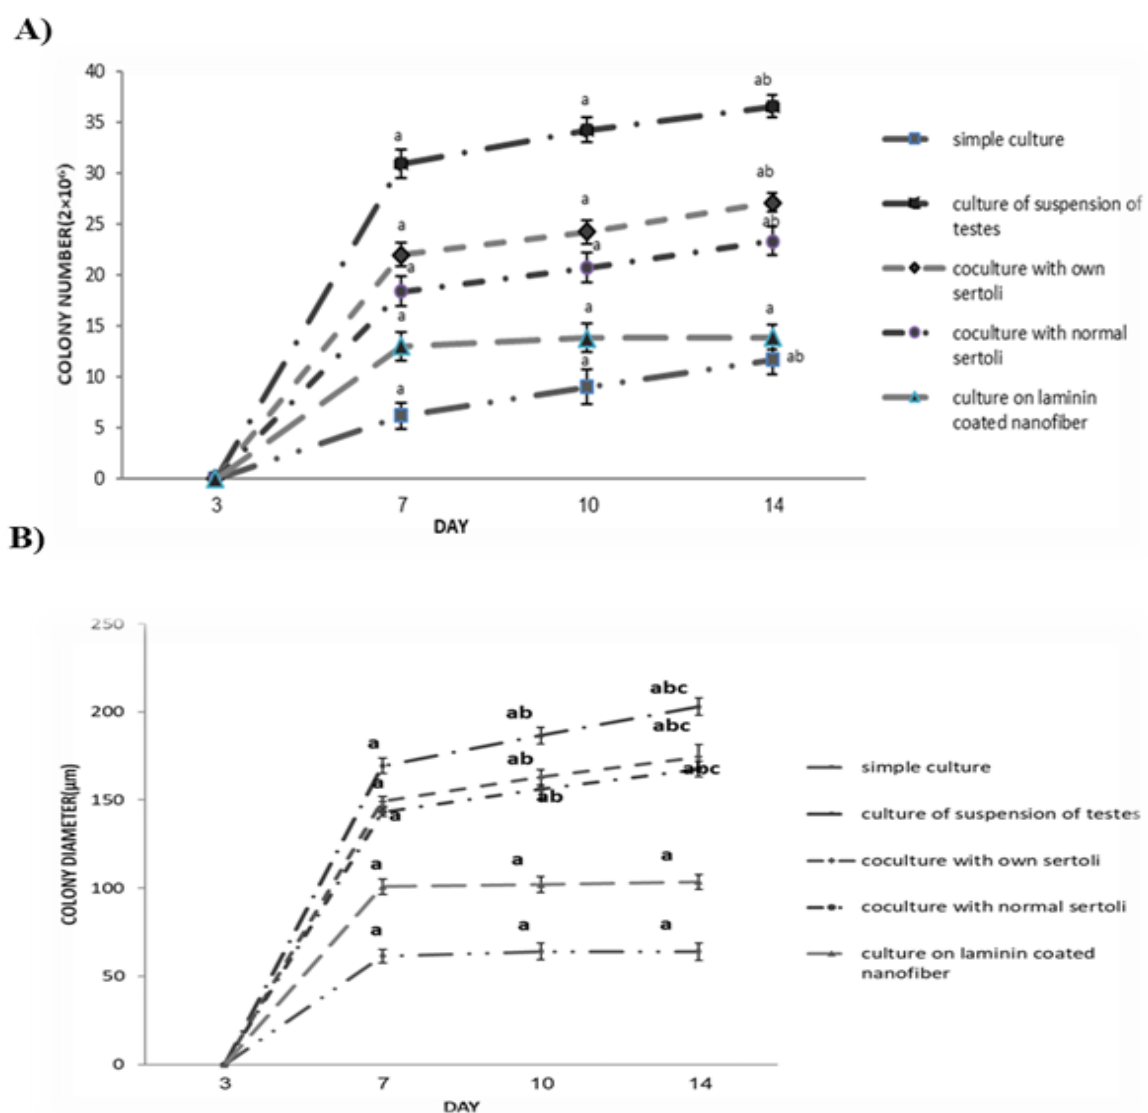 A)
COLONY NUMBER(2×10⁶)
40
35
30
25
20
15
10
5
0
a
a
ab
a
a
ab
a
a
ab
a
a
a
a
a
ab
3
7
10
14
DAY
simple culture
culture of suspension of
testes
coculture with own
sertoli
coculture with normal
sertoli
culture on laminin
coated nanofiber
B)
COLONY DIAMETER(µm)
250
200
150
100
50
0
a
ab
abc
a
ab
abc
a
ab
abc
a
a
a
a
a
a
3
7
10
14
DAY
simple culture
culture of suspension of testes
coculture with own sertoli
coculture with normal sertoli
culture on laminin coated
nanofiber